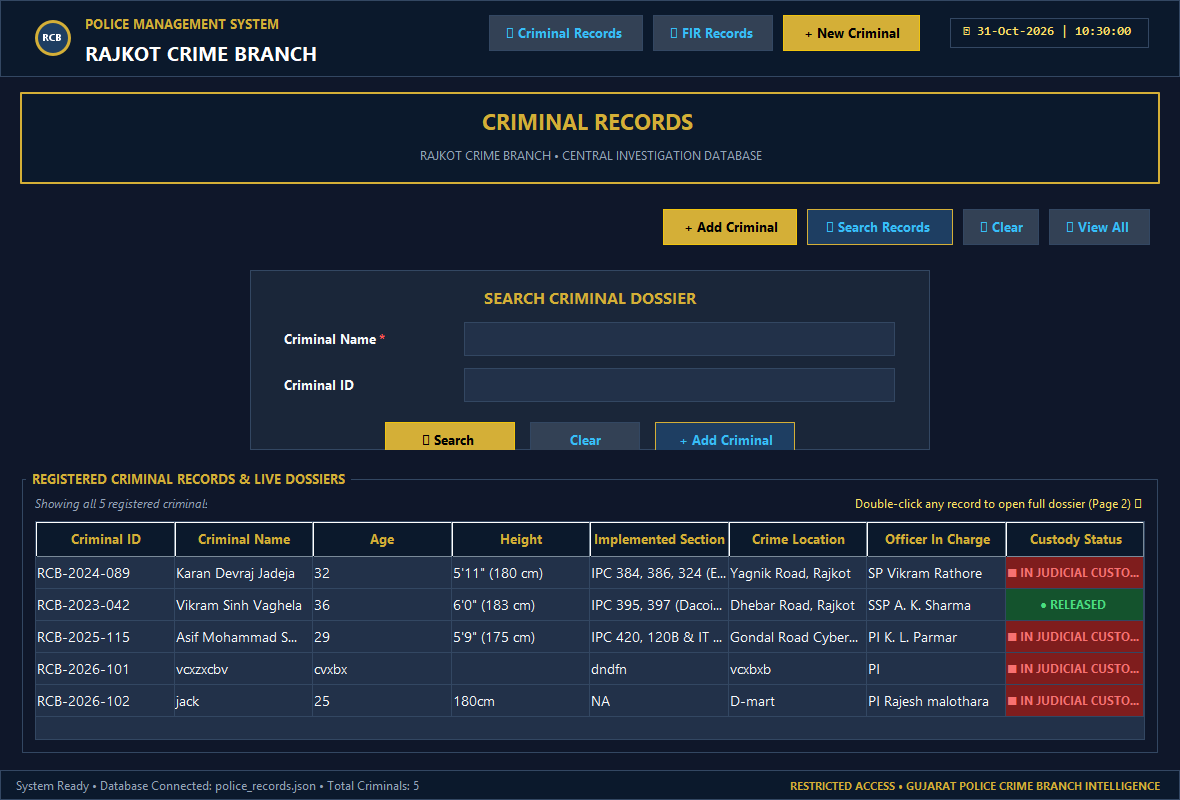 RCB
POLICE MANAGEMENT SYSTEM
RAJKOT CRIME BRANCH
Criminal Records
FIR Records
+ New Criminal
31-Oct-2026 | 10:30:00
CRIMINAL RECORDS
RAJKOT CRIME BRANCH • CENTRAL INVESTIGATION DATABASE
+ Add Criminal
Search Records
Clear
View All
SEARCH CRIMINAL DOSSIER
Criminal Name *
Criminal ID
Search
Clear
+ Add Criminal
REGISTERED CRIMINAL RECORDS & LIVE DOSSIERS
Showing all 5 registered criminals
Double-click any record to open full dossier (Page 2)
Criminal ID Criminal Name Age Height Implemented Section Crime Location Officer In Charge Custody Status
RCB-2024-089 Karan Devraj Jadeja 32 5'11" (180 cm) IPC 384, 386, 324 (E... Yagnik Road, Rajkot SP Vikram Rathore ■ IN JUDICIAL CUSTO...
RCB-2023-042 Vikram Sinh Vaghela 36 6'0" (183 cm) IPC 395, 397 (Dacoi... Dhebar Road, Rajkot SSP A. K. Sharma ● RELEASED
RCB-2025-115 Asif Mohammad S... 29 5'9" (175 cm) IPC 420, 120B & IT ... Gondal Road Cyber... PI K. L. Parmar ■ IN JUDICIAL CUSTO...
RCB-2026-101 vcxzxcbv cvxbx dndfn vcxbxb PI ■ IN JUDICIAL CUSTO...
RCB-2026-102 jack 25 180cm NA D-mart PI Rajesh malothara ■ IN JUDICIAL CUSTO...
System Ready • Database Connected: police_records.json • Total Criminals: 5
RESTRICTED ACCESS • GUJARAT POLICE CRIME BRANCH INTELLIGENCE